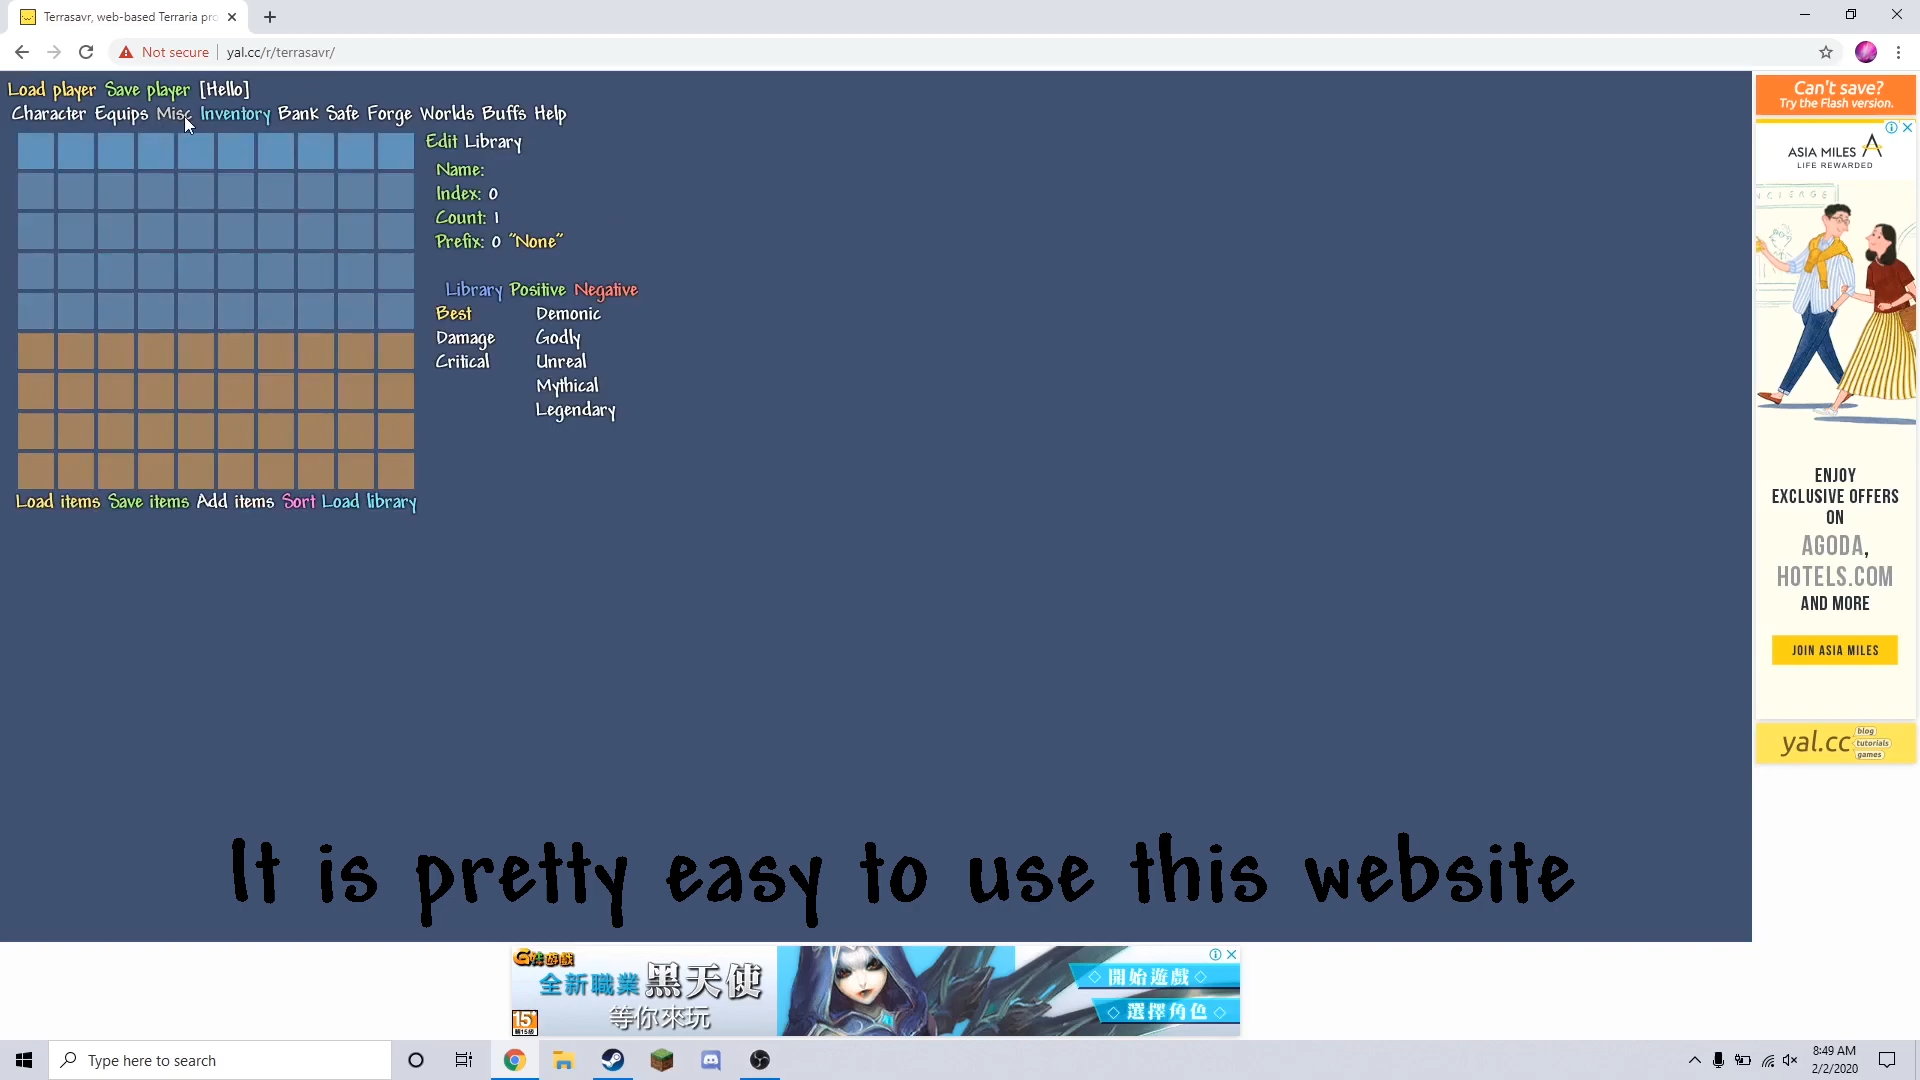 Terrasavr, web-based Terraria pro
Not secure
yal.cc/r/terrasavr/
Load player Save player [Hello]
Character Equips Misc Inventory Bank Safe Forge Worlds Buffs Help
Edit Library
Name:
Index: 0
Count: 1
Prefix: 0 "None"
Library Positive Negative
Best Demonic
Damage Godly
Critical Unreal
Mythical
Legendary
Load items Save items Add items Sort Load library
Can't save?
Try the Flash version.
ASIA MILES
LIFE REWARDED
ENJOY
EXCLUSIVE OFFERS
ON
AGODA,
HOTELS.COM
AND MORE
JOIN ASIA MILES
yal.cc
blog
tutorials
games
It is pretty easy to use this website
全新職業 黑天使
等你來玩
15+
開始遊戲
選擇角色
Type here to search
8:49 AM
2/2/2020